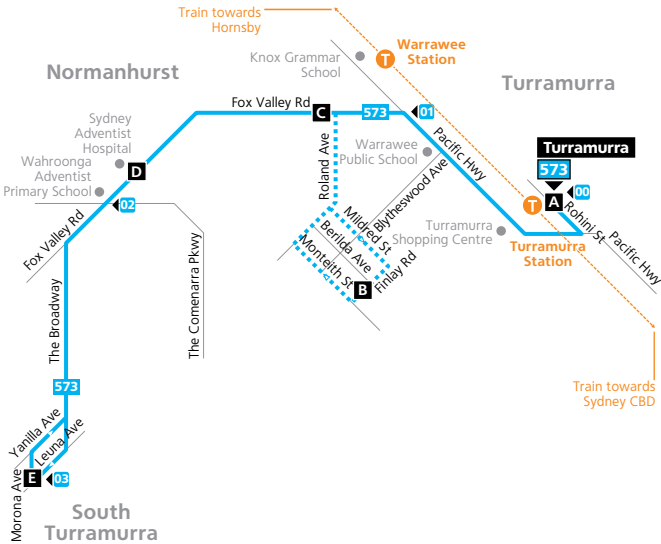 Train towards
Hornsby
Warrawee
Station
T
Knox Grammar
School
Normanhurst
Turramurra
Fox Valley Rd
C
573
01
Sydney
Adventist
Hospital
Roland Ave
Warrawee
Public School
Pacific Hwy
Turramurra
573
00
A
T
Rohini St
Wahroonga
Adventist
Primary School
D
02
Blytheswood Ave
Mildred St
Berilda Ave
Monteith St
B
Finlay Rd
Turramurra
Shopping Centre
Turramurra
Station
Pacific Hwy
Fox Valley Rd
The Comenarra Pkwy
The Broadway
573
Train towards
Sydney CBD
Yanilla Ave
Leuna Ave
E
03
Morona Ave
South
Turramurra